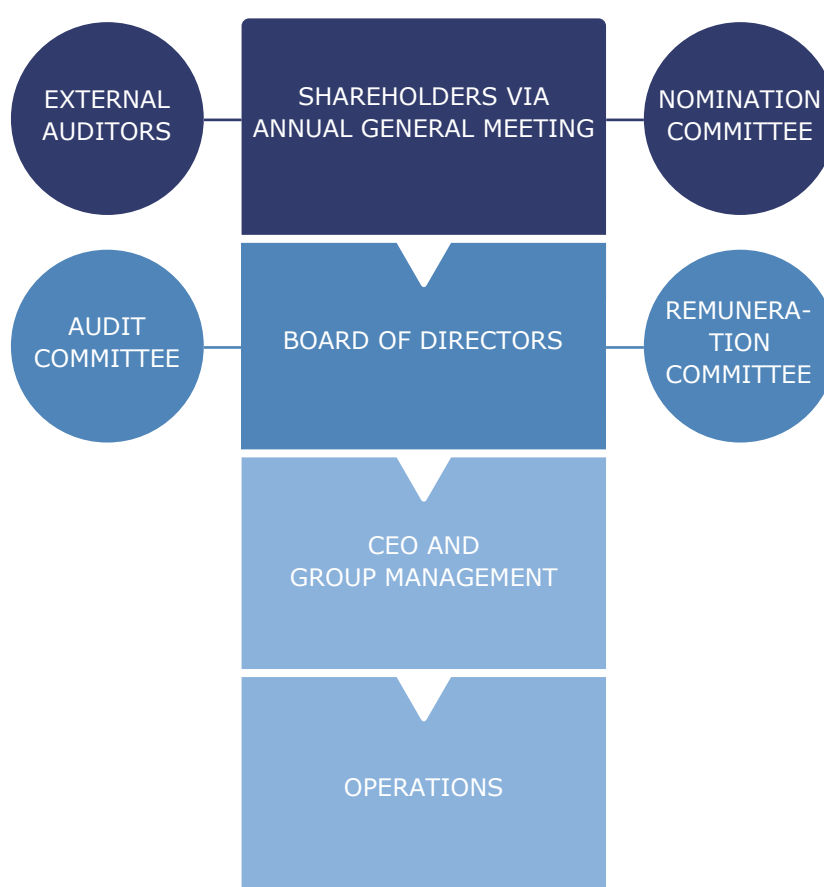 EXTERNAL
AUDITORS
SHAREHOLDERS VIA
ANNUAL GENERAL MEETING
NOMINATION
COMMITTEE
AUDIT
COMMITTEE
BOARD OF DIRECTORS
REMUNERA-
TION
COMMITTEE
CEO AND
GROUP MANAGEMENT
OPERATIONS